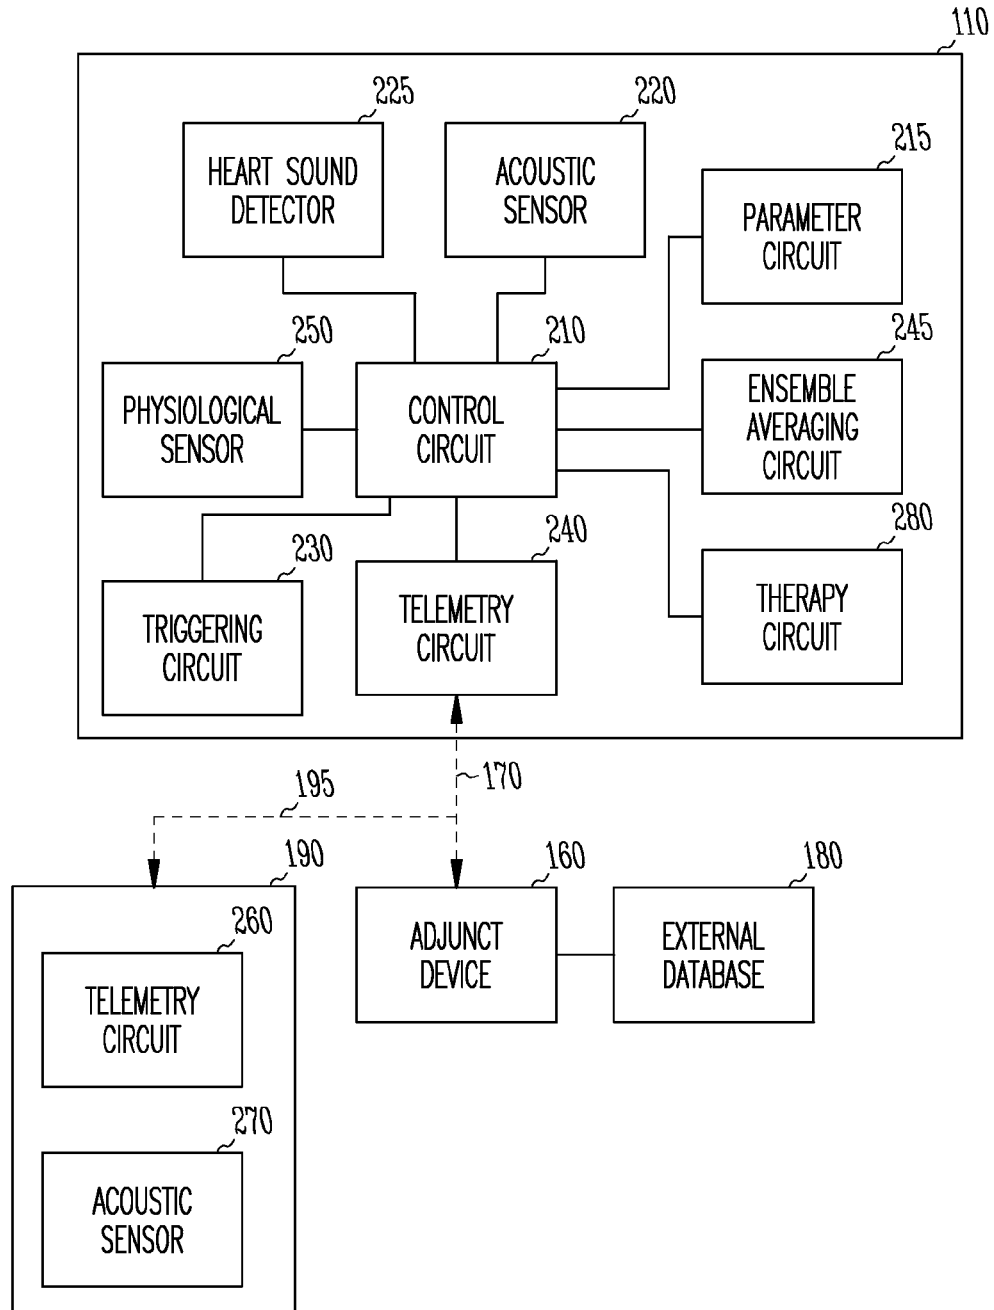 110
225
HEART SOUND
DETECTOR
220
ACOUSTIC
SENSOR
215
PARAMETER
CIRCUIT
250
PHYSIOLOGICAL
SENSOR
210
CONTROL
CIRCUIT
245
ENSEMBLE
AVERAGING
CIRCUIT
230
TRIGGERING
CIRCUIT
240
TELEMETRY
CIRCUIT
280
THERAPY
CIRCUIT
170
195
190
260
TELEMETRY
CIRCUIT
270
ACOUSTIC
SENSOR
160
ADJUNCT
DEVICE
180
EXTERNAL
DATABASE